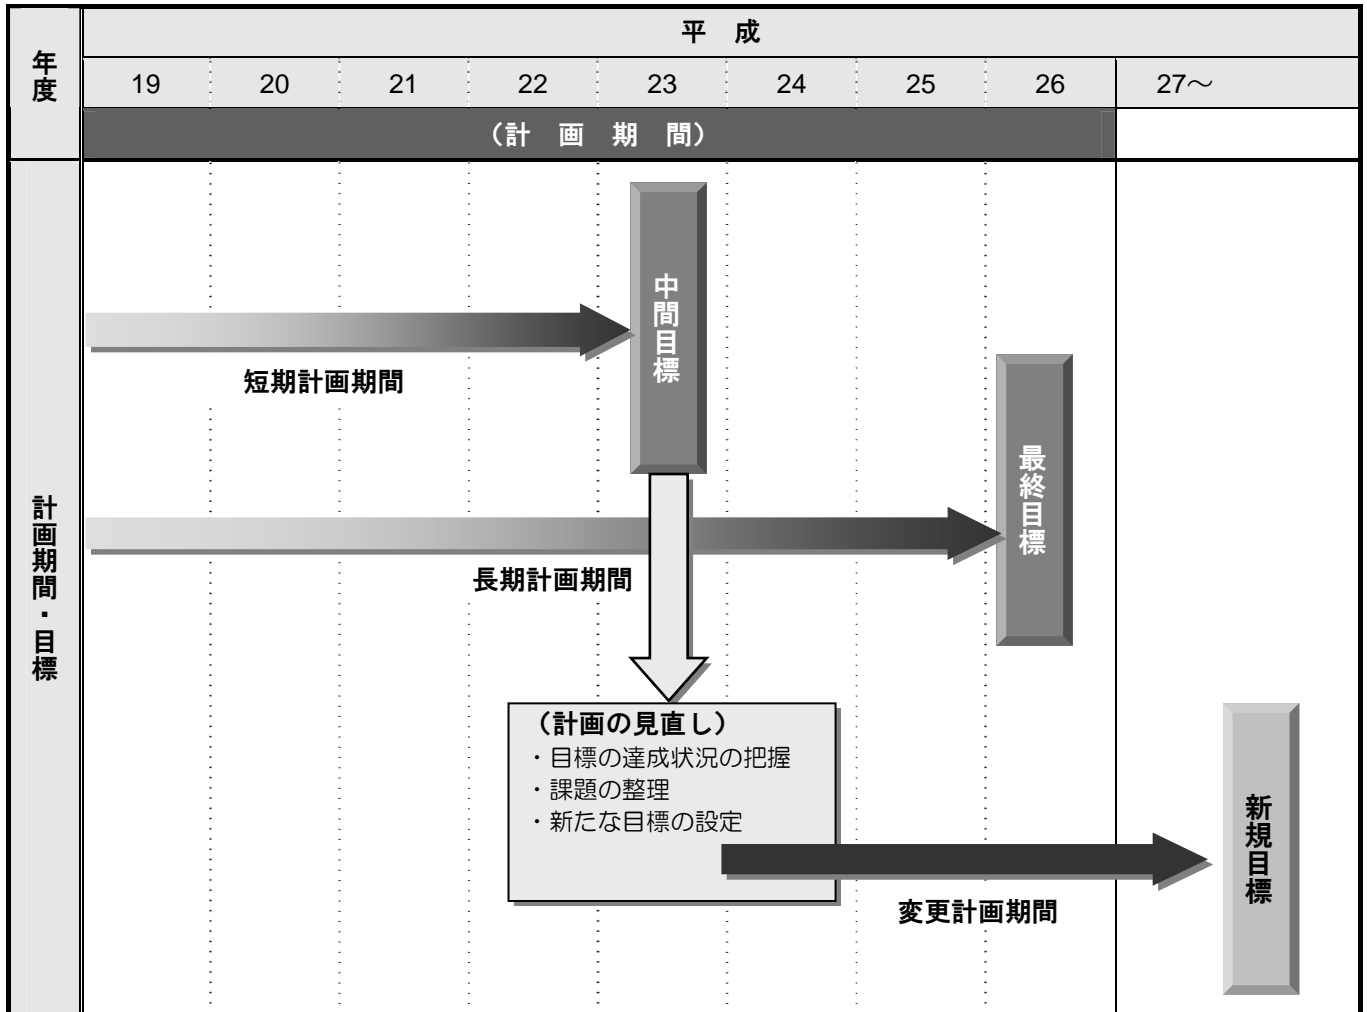 年度
平　成
19 20 21 22 23 24 25 26 27～
（計　画　期　間）
計画期間・目標
中間目標
短期計画期間
最終目標
長期計画期間
（計画の見直し）
・目標の達成状況の把握
・課題の整理
・新たな目標の設定
新規目標
変更計画期間